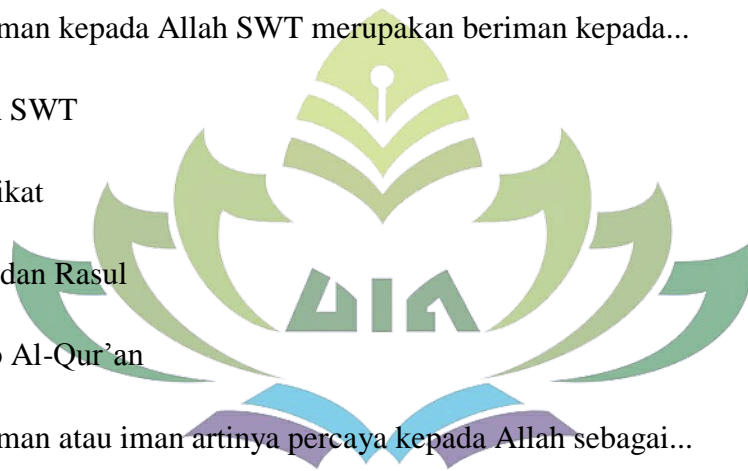 man kepada Allah SWT merupakan beriman kepada...
SWT
ikat
dan Rasul
Al-Qur’an
UIN
man atau iman artinya percaya kepada Allah sebagai...